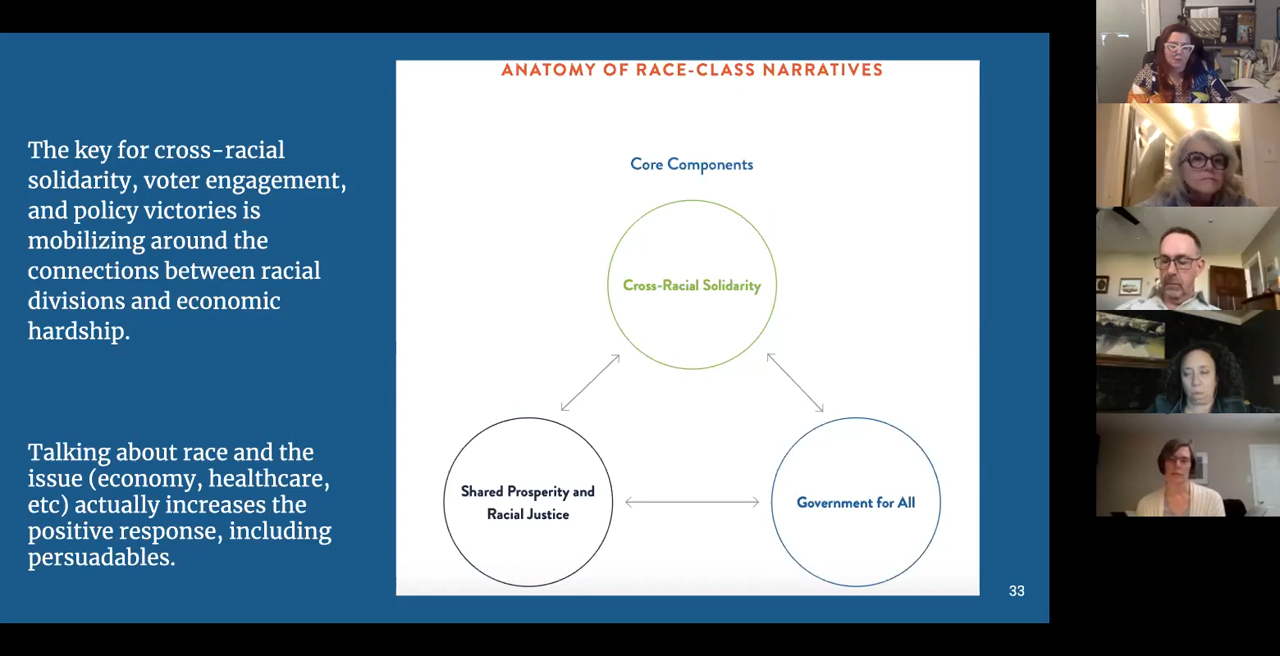 The key for cross-racial
solidarity, voter engagement,
and policy victories is
mobilizing around the
connections between racial
divisions and economic
hardship.
Talking about race and the
issue (economy, healthcare,
etc) actually increases the
positive response, including
persuadables.
ANATOMY OF RACE-CLASS NARRATIVES
Core Components
Cross-Racial Solidarity
Shared Prosperity and
Racial Justice
Government for All
33